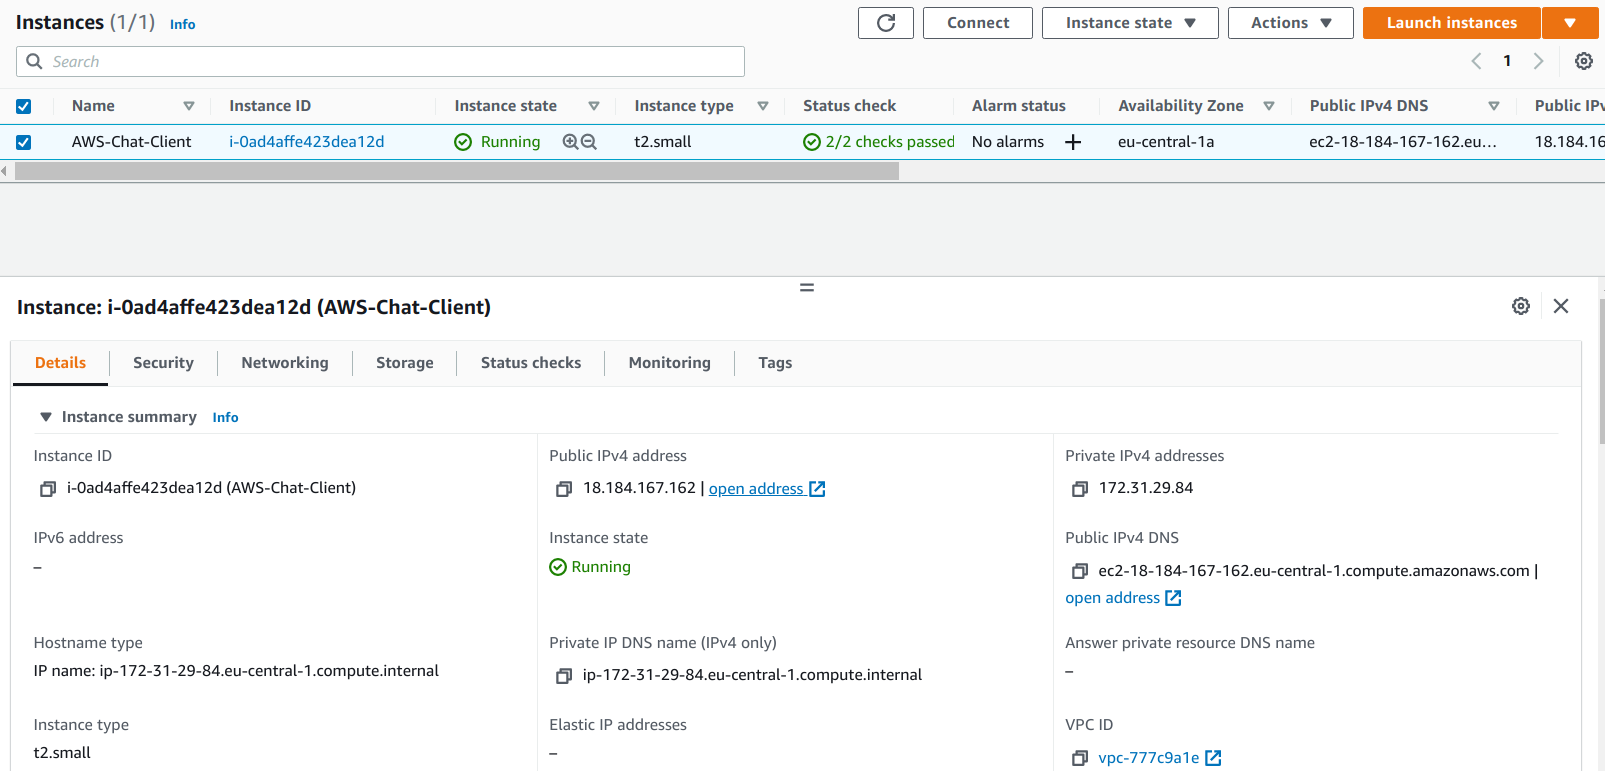 Instances (1/1) Info Connect Instance state Actions Launch instances
Search 1
Name Instance ID Instance state Instance type Status check Alarm status Availability Zone Public IPv4 DNS Public IPv
AWS-Chat-Client i-0ad4affe423dea12d Running t2.small 2/2 checks passed No alarms + eu-central-1a ec2-18-184-167-162.eu... 18.184.16
Instance: i-0ad4affe423dea12d (AWS-Chat-Client)
Details Security Networking Storage Status checks Monitoring Tags
Instance summary Info
Instance ID Public IPv4 address Private IPv4 addresses
i-0ad4affe423dea12d (AWS-Chat-Client) 18.184.167.162 | open address 172.31.29.84
IPv6 address Instance state Public IPv4 DNS
– Running ec2-18-184-167-162.eu-central-1.compute.amazonaws.com |
open address
Hostname type Private IP DNS name (IPv4 only) Answer private resource DNS name
IP name: ip-172-31-29-84.eu-central-1.compute.internal ip-172-31-29-84.eu-central-1.compute.internal –
Instance type Elastic IP addresses VPC ID
t2.small – vpc-777c9a1e